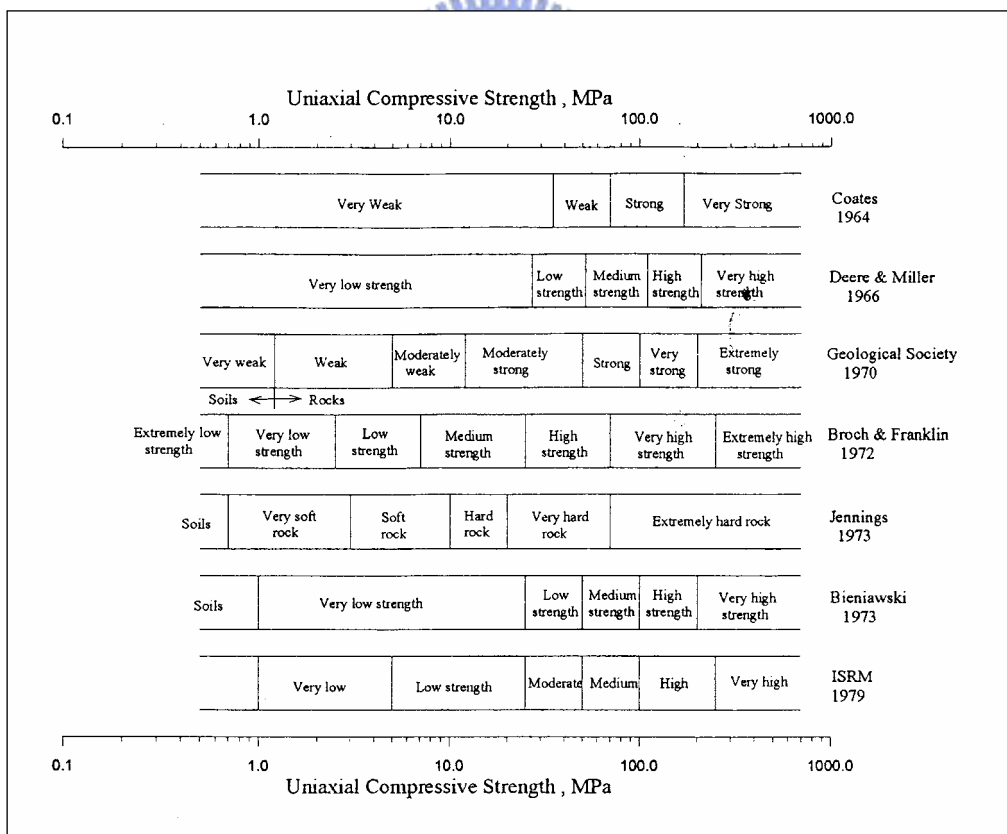 Uniaxial Compressive Strength , MPa
0.1 1.0 10.0 100.0 1000.0
Very Weak Weak Strong Very Strong Coates
1964
Very low strength Low
strength Medium
strength High
strength Very high
strength Deere & Miller
1966
Very weak Weak Moderately
weak Moderately
strong Strong Very
strong Extremely
strong Geological Society
1970
Soils Rocks
Extremely low
strength Very low
strength Low
strength Medium
strength High
strength Very high
strength Extremely high
strength Broch & Franklin
1972
Soils Very soft
rock Soft
rock Hard
rock Very hard
rock Extremely hard rock Jennings
1973
Soils Very low strength Low
strength Medium
strength High
strength Very high
strength Bieniawski
1973
Very low Low strength Moderate Medium High Very high ISRM
1979
0.1 1.0 10.0 100.0 1000.0
Uniaxial Compressive Strength , MPa